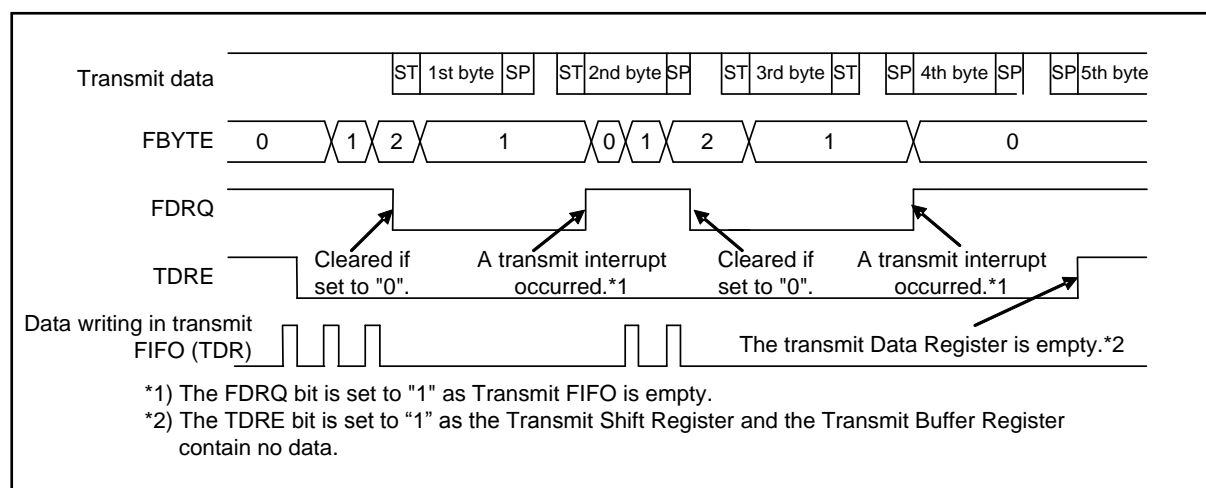 Transmit data ST 1st byte SP ST 2nd byte SP ST 3rd byte ST SP 4th byte SP SP 5th byte
FBYTE 0 1 2 1 0 1 2 1 0
FDRQ
Cleared if A transmit interrupt Cleared if A transmit interrupt
TDRE set to "0". occurred.*1 set to "0". occurred.*1
Data writing in transmit
FIFO (TDR) The transmit Data Register is empty.*2
*1) The FDRQ bit is set to "1" as Transmit FIFO is empty.
*2) The TDRE bit is set to “1” as the Transmit Shift Register and the Transmit Buffer Register
contain no data.